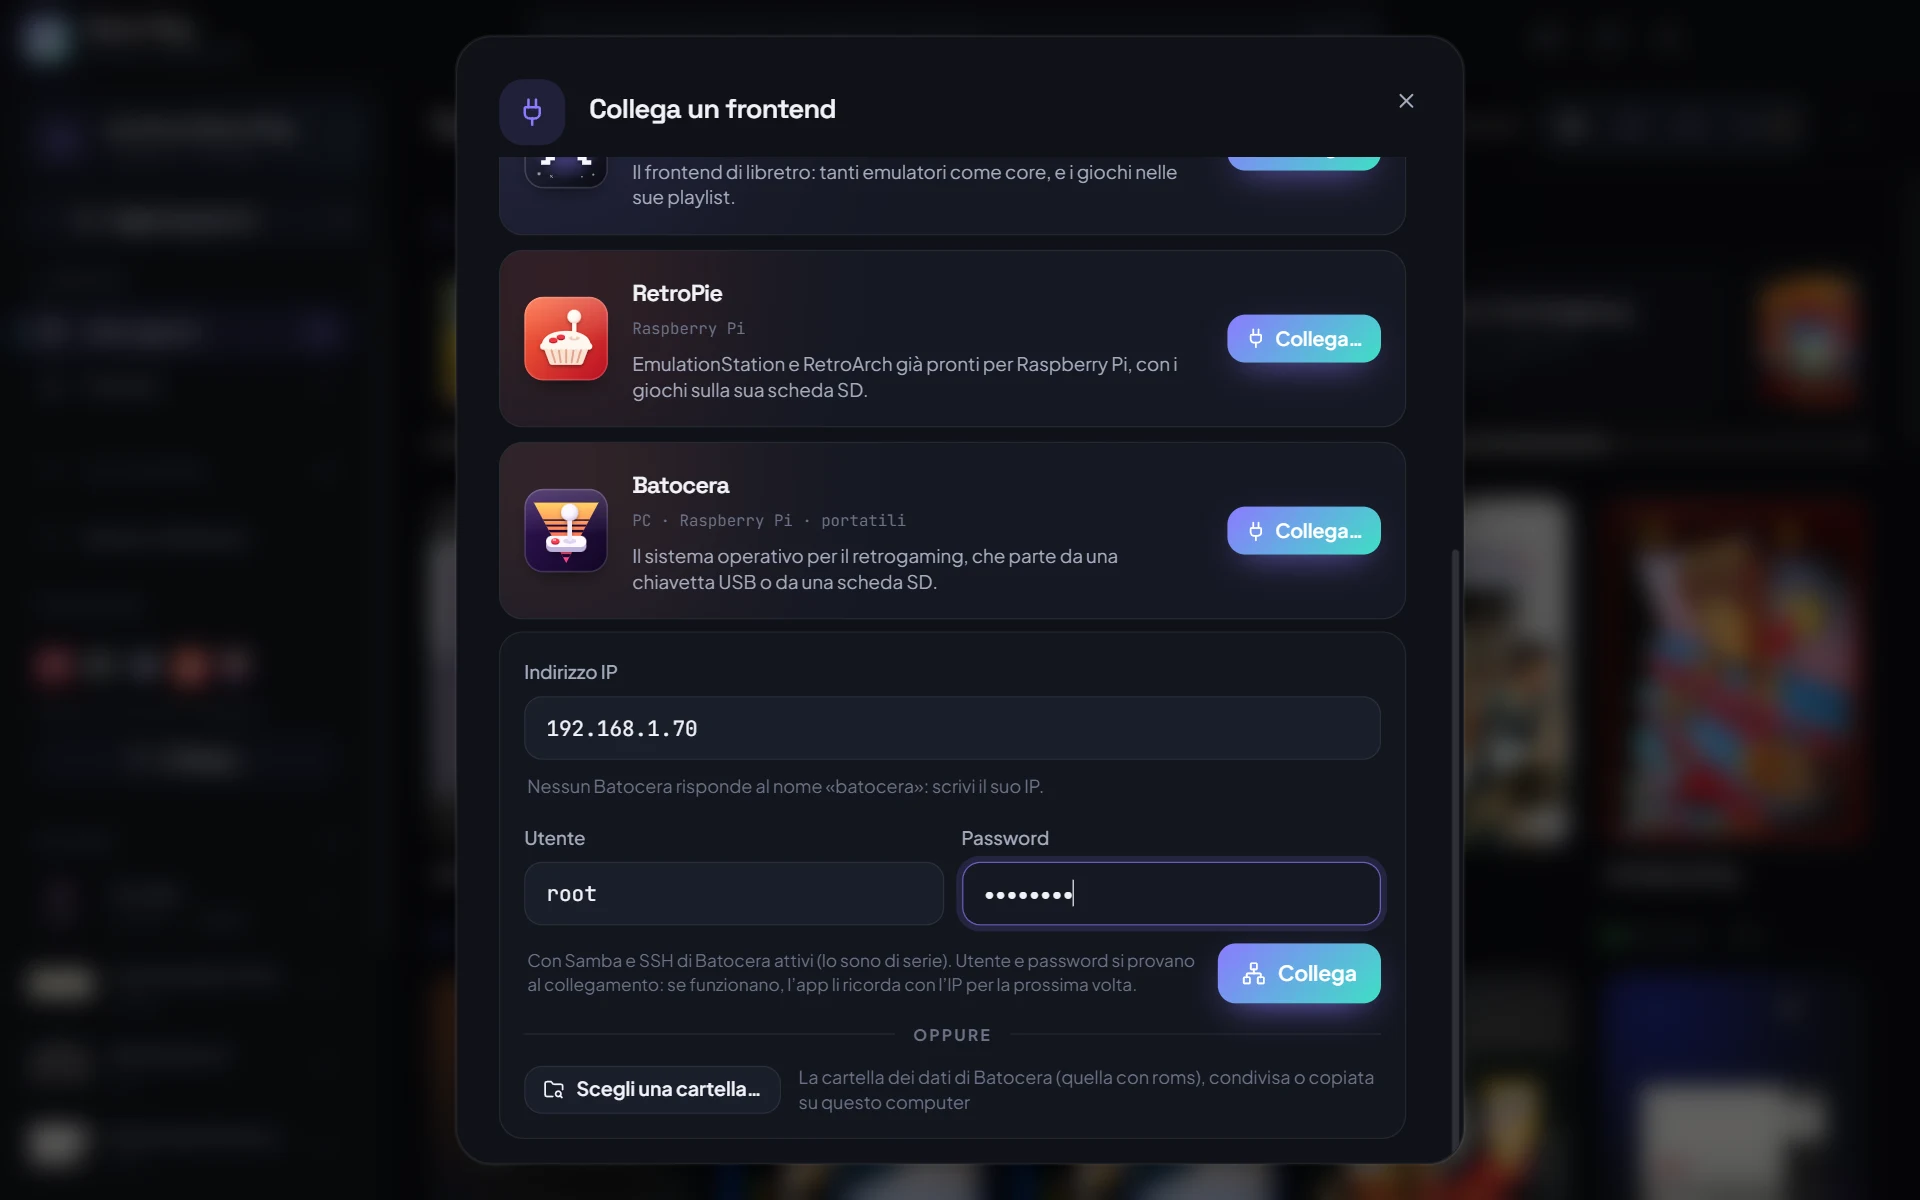 Collega un frontend
Il frontend di libretro: tanti emulatori come core, e i giochi nelle
sue playlist.
RetroPie
Raspberry Pi
EmulationStation e RetroArch già pronti per Raspberry Pi, con i
giochi sulla sua scheda SD.
Collega...
Batocera
PC · Raspberry Pi · portatili
Il sistema operativo per il retrogaming, che parte da una
chiavetta USB o da una scheda SD.
Collega...
Indirizzo IP
192.168.1.70
Nessun Batocera risponde al nome «batocera»: scrivi il suo IP.
Utente
Password
root
••••••••
Con Samba e SSH di Batocera attivi (lo sono di serie). Utente e password si provano
al collegamento: se funzionano, l'app li ricorda con l'IP per la prossima volta.
Collega
OPPURE
Scegli una cartella...
La cartella dei dati di Batocera (quella con roms), condivisa o copiata
su questo computer